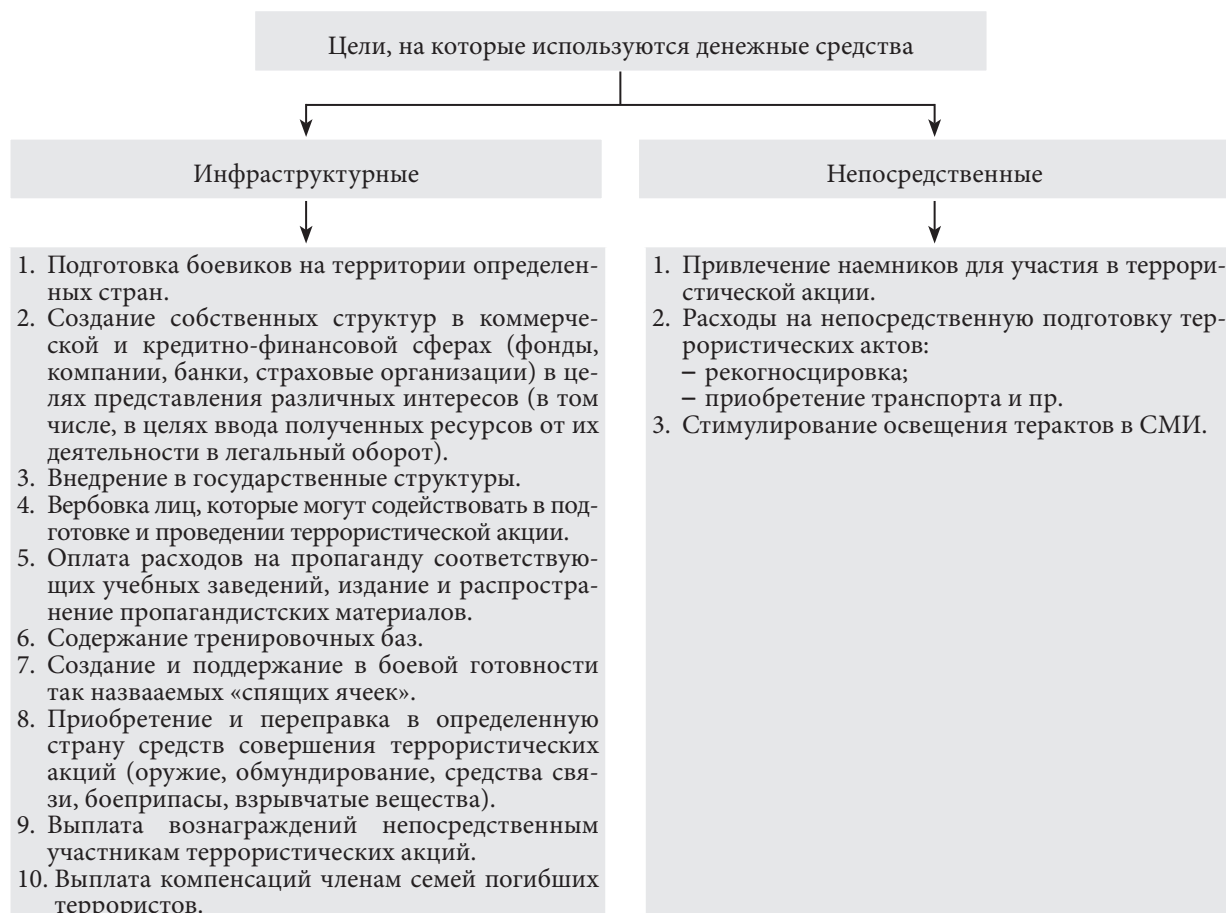 Цели, на которые используются денежные средства
Инфраструктурные
1. Подготовка боевиков на территории определен-
ных стран.
2. Создание собственных структур в коммерче-
ской и кредитно-финансовой сферах (фонды,
компании, банки, страховые организации) в це-
лях представления различных интересов (в том
числе, в целях ввода полученных ресурсов от их
деятельности в легальный оборот).
3. Внедрение в государственные структуры.
4. Вербовка лиц, которые могут содействовать в под-
готовке и проведении террористической акции.
5. Оплата расходов на пропаганду соответствую-
щих учебных заведений, издание и распростра-
нение пропагандистских материалов.
6. Содержание тренировочных баз.
7. Создание и поддержание в боевой готовности
так назваемых «спящих ячеек».
8. Приобретение и переправка в определенную
страну средств совершения террористических
акций (оружие, обмундирование, средства свя-
зи, боеприпасы, взрывчатые вещества).
9. Выплата вознаграждений непосредственным
участникам террористических акций.
10. Выплата компенсаций членам семей погибших
террористов.
Непосредственные
1. Привлечение наемников для участия в террори-
стической акции.
2. Расходы на непосредственную подготовку тер-
рористических актов:
– рекогносцировка;
– приобретение транспорта и пр.
3. Стимулирование освещения терактов в СМИ.